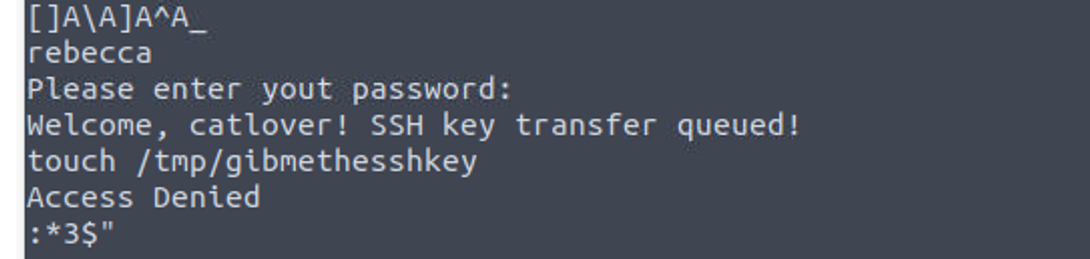 []A\A]A^A_
rebecca
Please enter yout password:
Welcome, catlover! SSH key transfer queued!
touch /tmp/gibmethesshkey
Access Denied
:*3$"